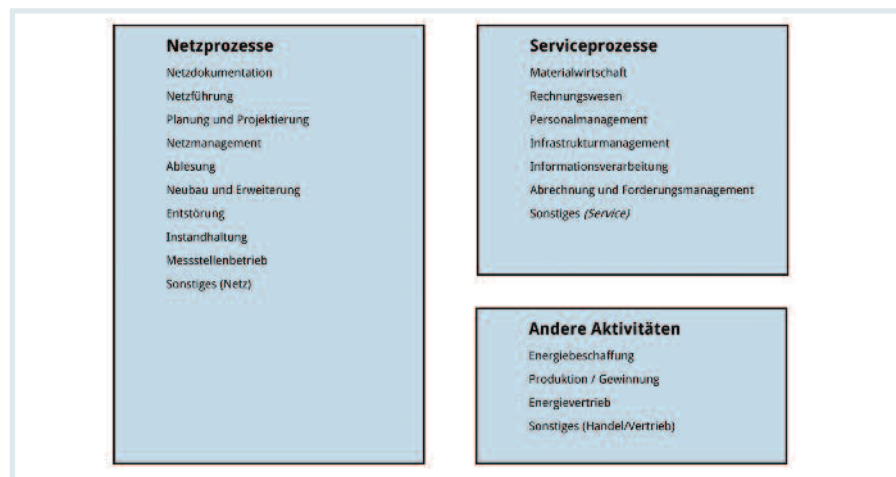 Netzprozesse
Netzdokumentation
Netzführung
Planung und Projektierung
Netzmanagement
Ablesung
Neubau und Erweiterung
Entstörung
Instandhaltung
Messstellenbetrieb
Sonstiges (Netz)
Serviceprozesse
Materialwirtschaft
Rechnungswesen
Personalmanagement
Infrastrukturmanagement
Informationsverarbeitung
Abrechnung und Forderungsmanagement
Sonstiges (Service)
Andere Aktivitäten
Energiebeschaffung
Produktion / Gewinnung
Energievertrieb
Sonstiges (Handel/Vertrieb)